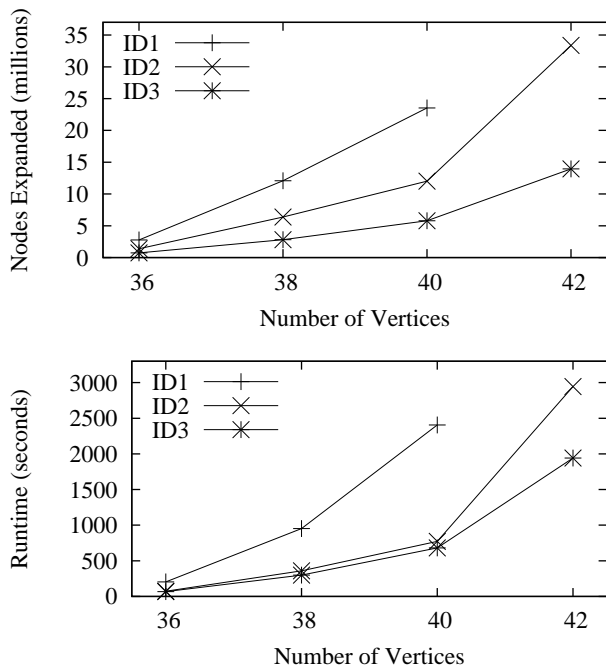 Nodes Expanded (millions)
35
30
25
20
15
10
5
0
ID1
ID2
ID3
36 38 40 42
Number of Vertices
Runtime (seconds)
3000
2500
2000
1500
1000
500
0
ID1
ID2
ID3
36 38 40 42
Number of Vertices